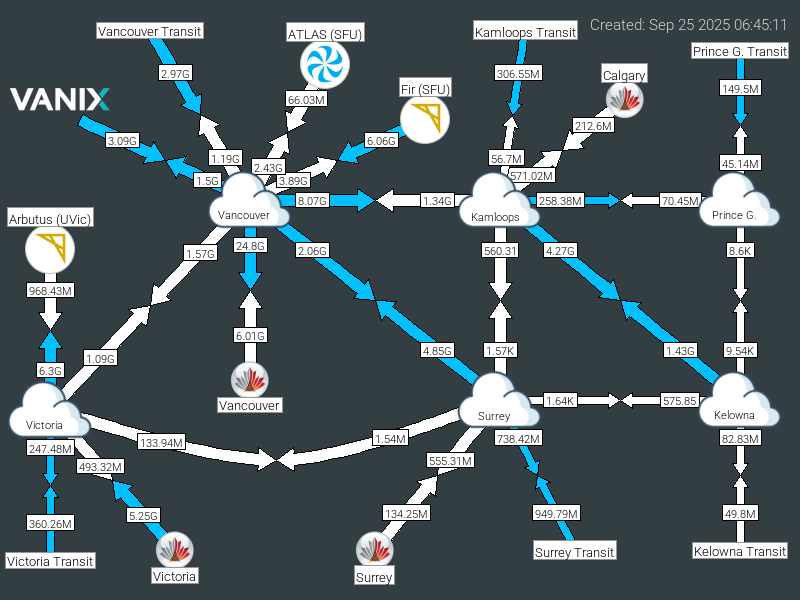 Created: Sep 25 2025 06:45:11
Vancouver Transit
ATLAS (SFU)
Kamloops Transit
Prince G. Transit
2.97G
306.55M
Calgary
149.5M
VANIX
66.03M
Fir (SFU)
212.6M
3.09G
6.06G
1.19G
56.7M
45.14M
2.43G
571.02M
1.5G
3.89G
8.07G
1.34G
258.38M
70.45M
Vancouver
Kamloops
Prince G.
Arbutus (UVic)
1.57G
24.8G
2.06G
560.31
4.27G
8.6K
968.43M
6.01G
1.09G
4.85G
1.57K
1.43G
9.54K
6.3G
Vancouver
1.64K
575.85
Victoria
Surrey
Kelowna
133.94M
1.54M
738.42M
82.83M
247.48M
493.32M
555.31M
360.26M
5.25G
134.25M
949.79M
49.8M
Victoria Transit
Victoria
Surrey
Surrey Transit
Kelowna Transit